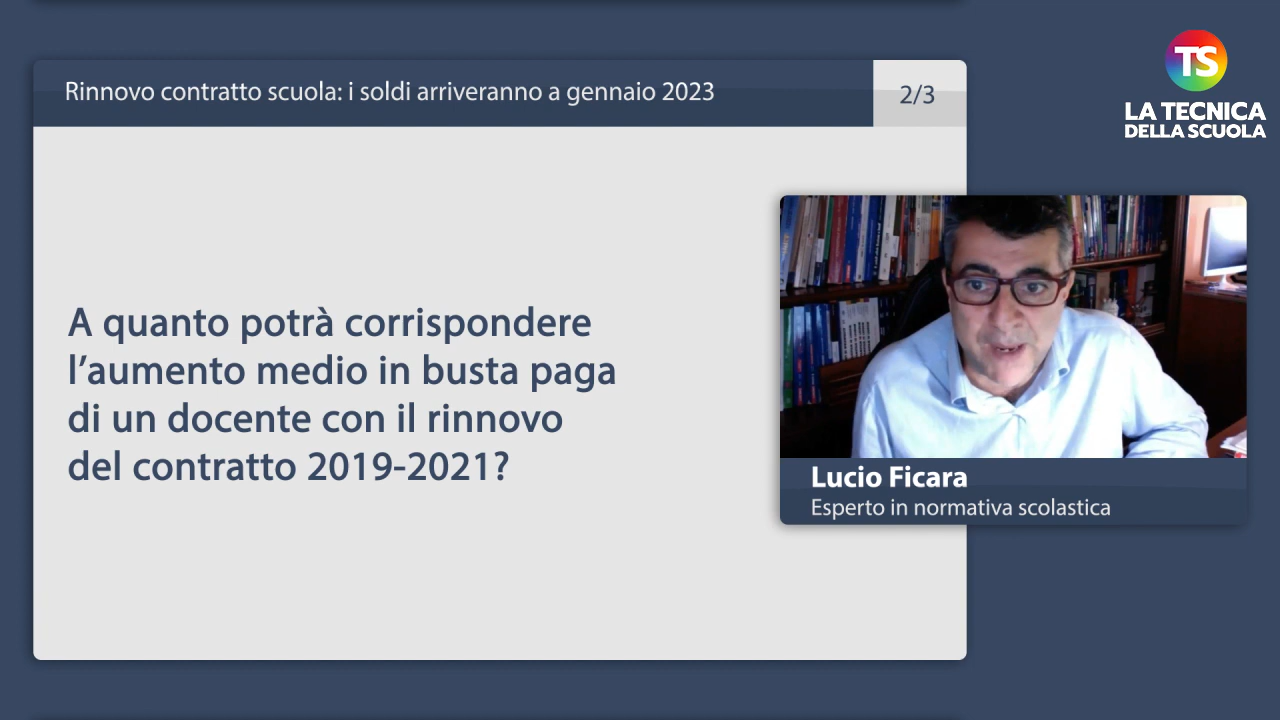 Rinnovo contratto scuola: i soldi arriveranno a gennaio 2023
2/3
TS
LA TECNICA
DELLA SCUOLA
A quanto potrà corrispondere
l’aumento medio in busta paga
di un docente con il rinnovo
del contratto 2019-2021?
Lucio Ficara
Esperto in normativa scolastica